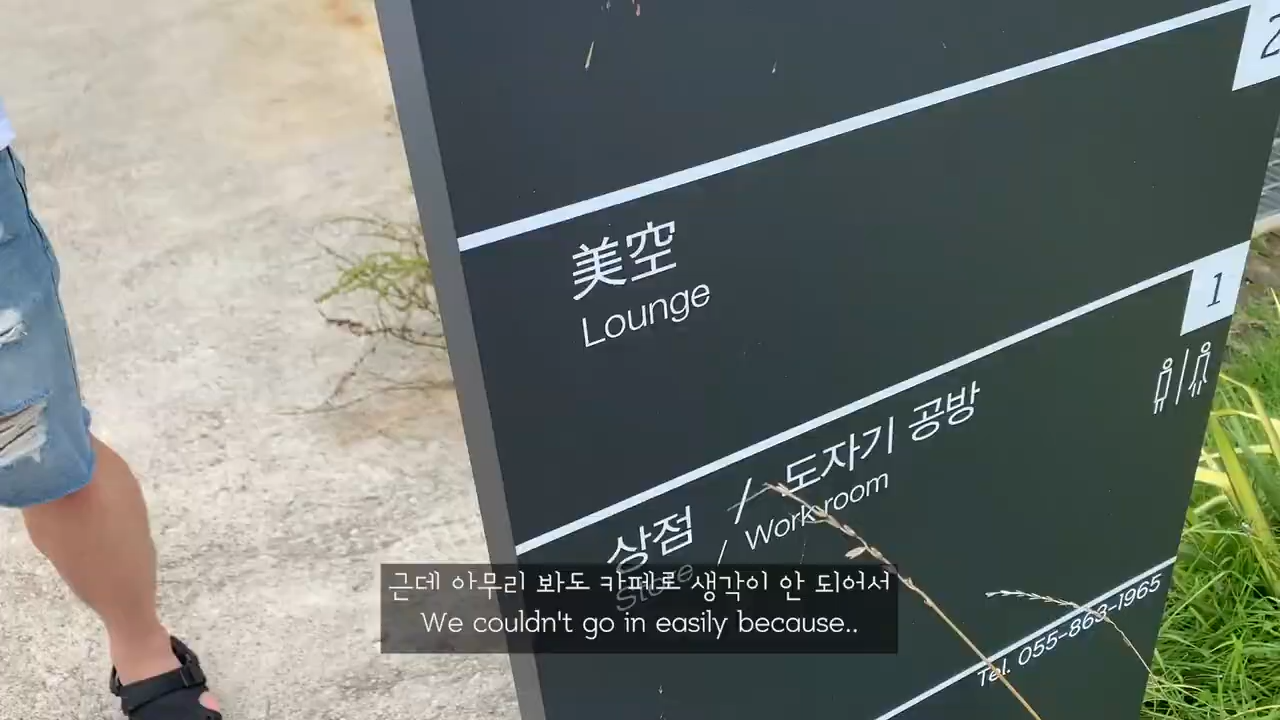 2
美空
Lounge
1
상점 / 도자기 공방
Store / Work room
근데 아무리 봐도 카페로 생각이 안 되어서
We couldn't go in easily because..
Tel. 055-863-1965